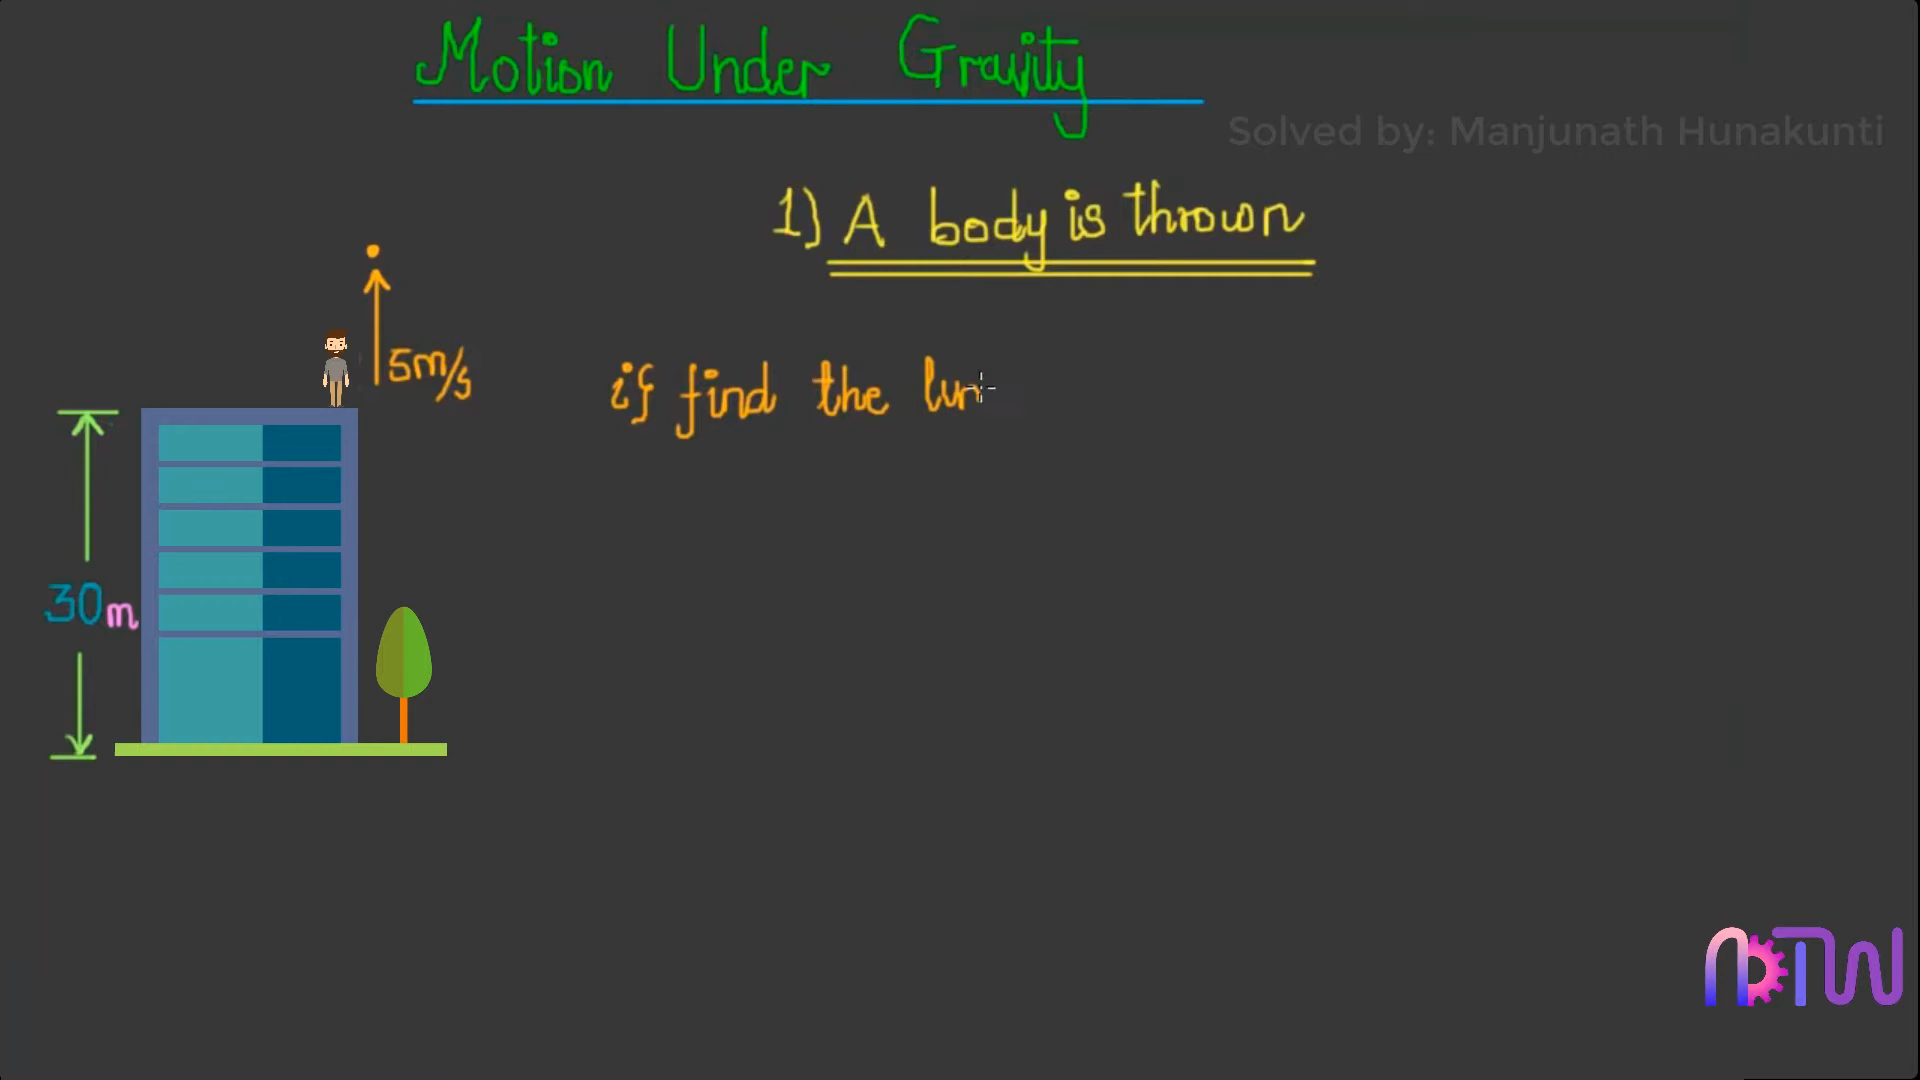 Motion Under Gravity
Solved by: Manjunath Hunakunti
1) A body is thrown
5m/s
if find the
30m